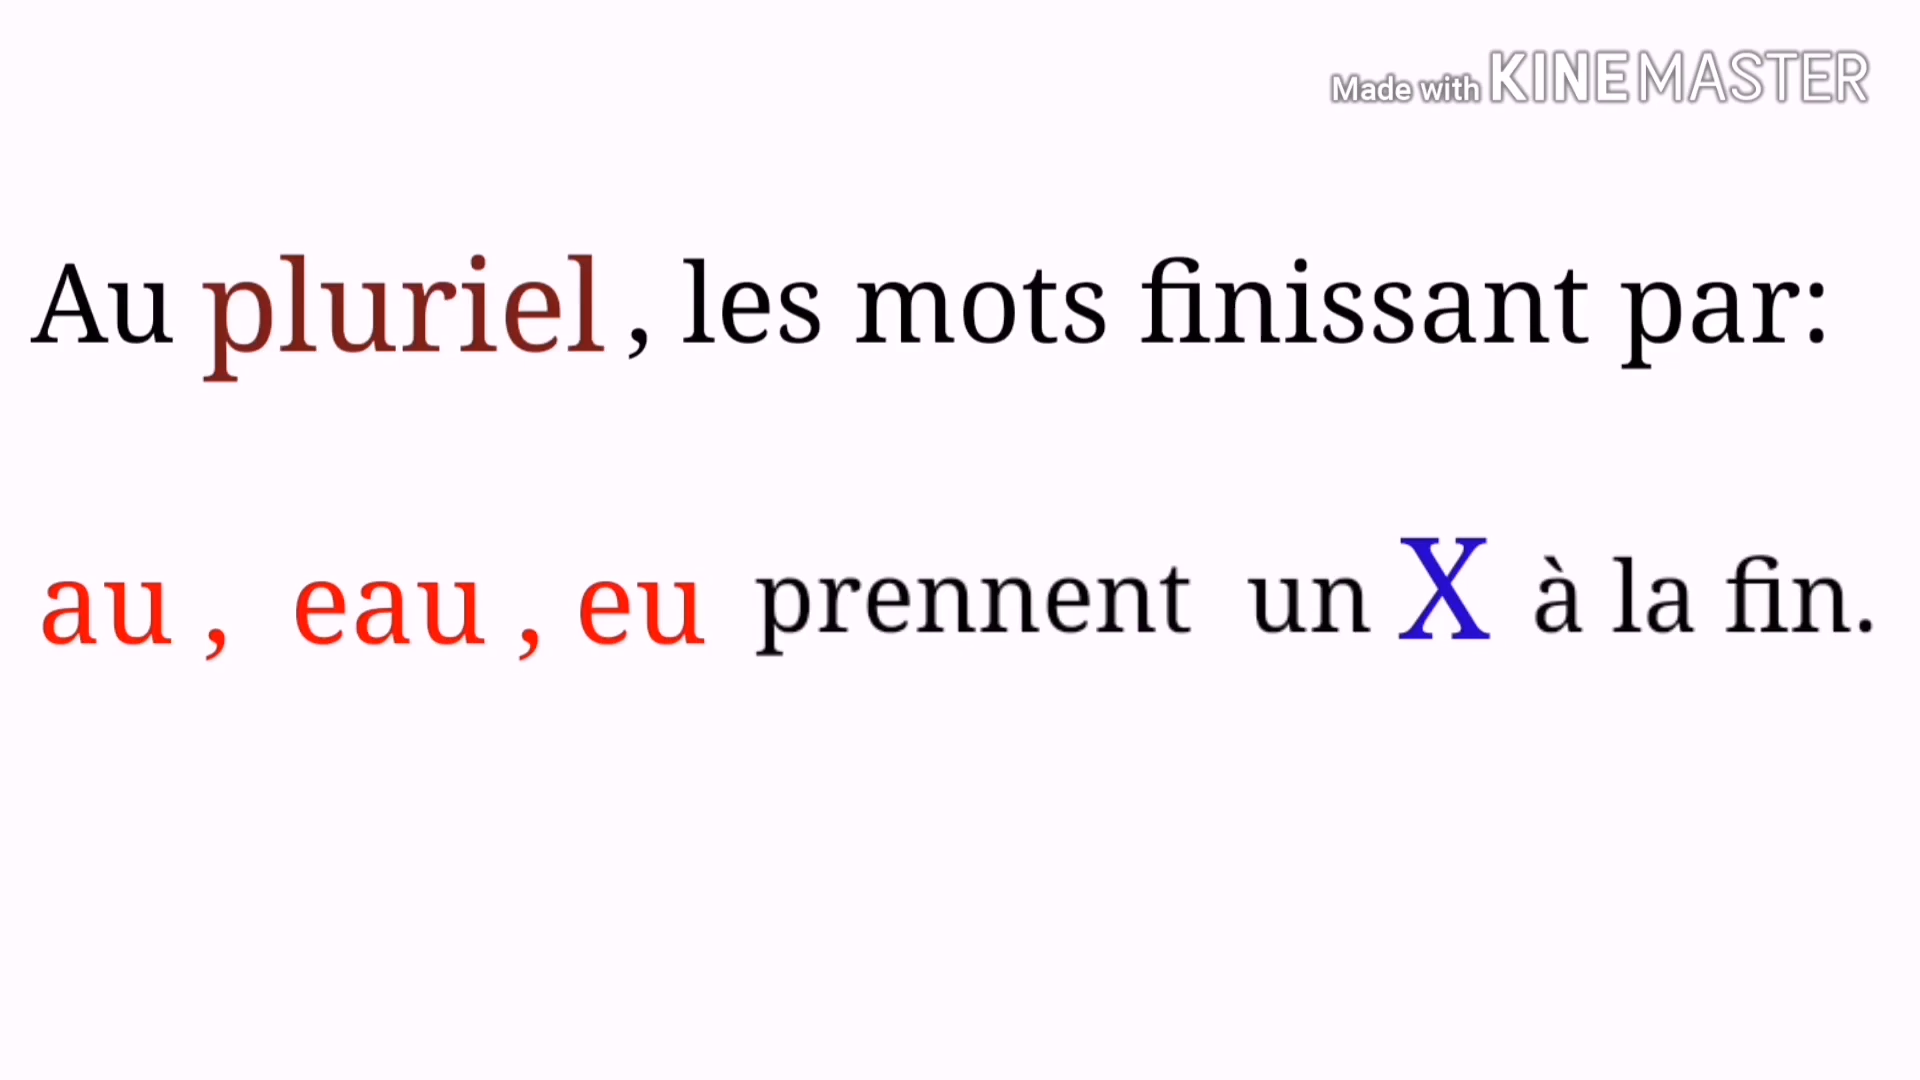 Made with KINEMASTER
Au pluriel , les mots finissant par:
au , eau , eu prennent un X à la fin.